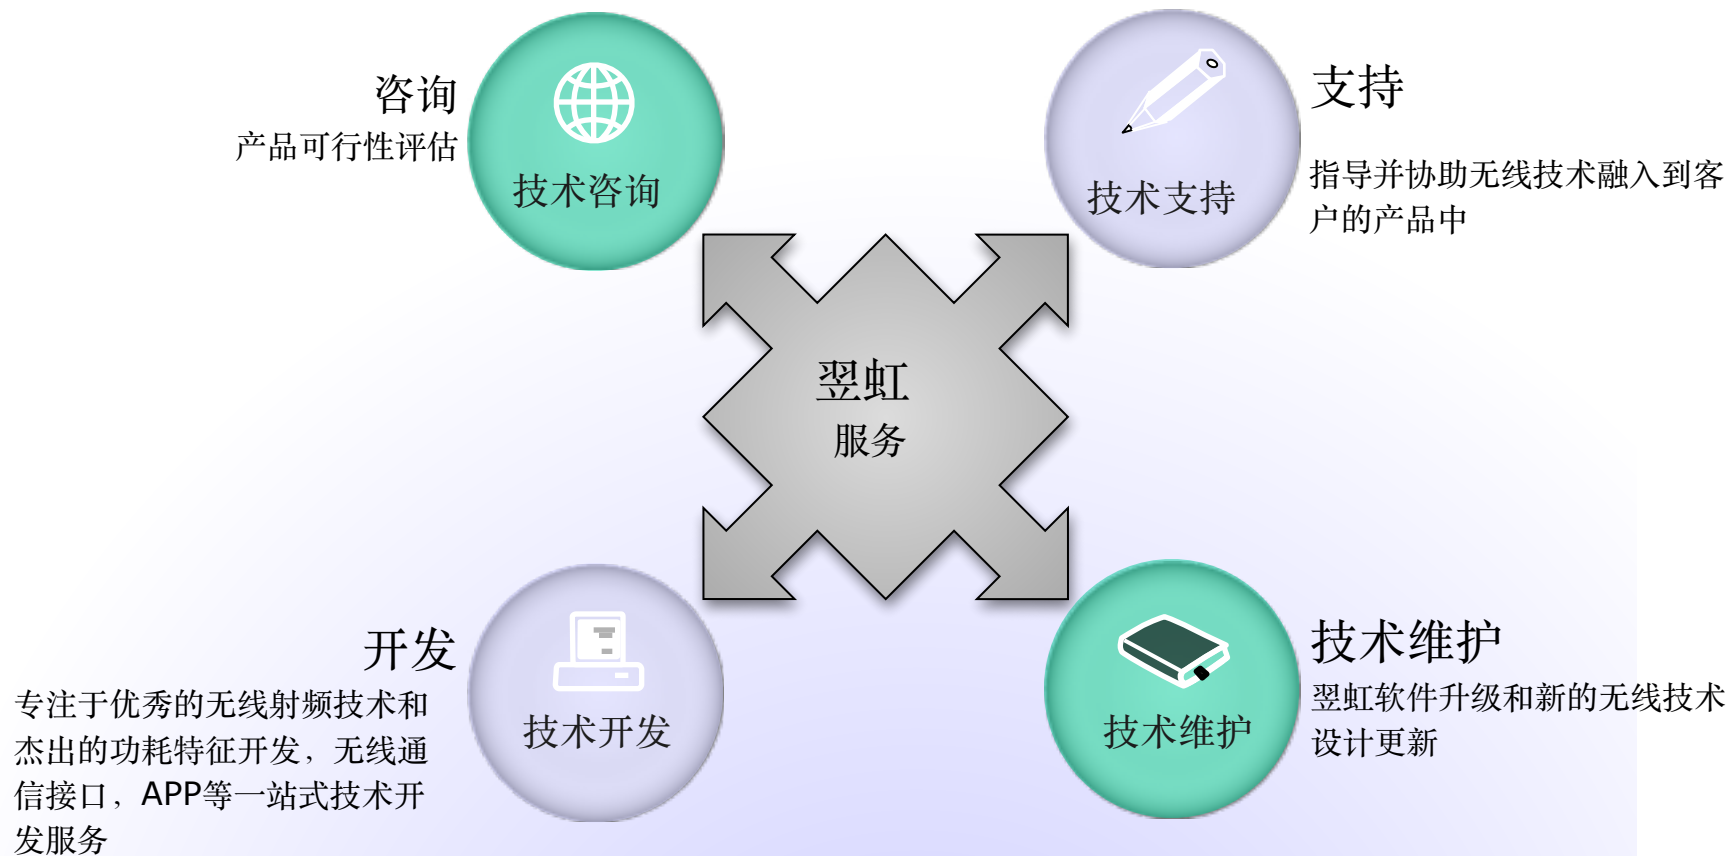 咨询
产品可行性评估
技术咨询
支持
指导并协助无线技术融入到客
户的产品中
技术支持
翌虹
服务
开发
专注于优秀的无线射频技术和
杰出的功耗特征开发，无线通
信接口，APP等一站式技术开
发服务
技术开发
技术维护
翌虹软件升级和新的无线技术
设计更新
技术维护